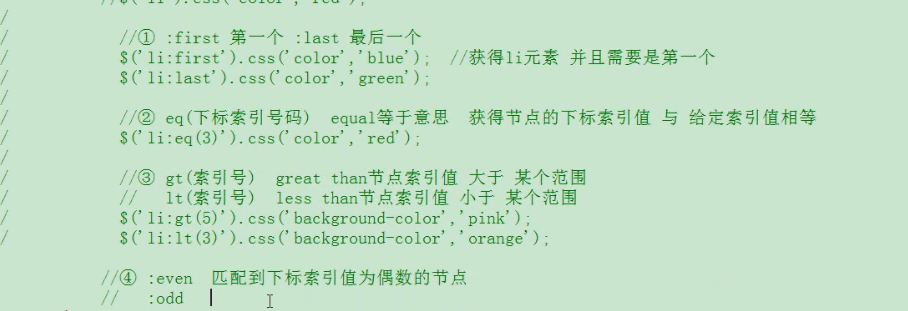 //$('li').css('color','red');
/
/ //① :first 第一个 :last 最后一个
/ $('li:first').css('color','blue'); //获得li元素 并且需要是第一个
/ $('li:last').css('color','green');
/
/ //② eq(下标索引号码) equal等于意思 获得节点的下标索引值 与 给定索引值相等
/ $('li:eq(3)').css('color','red');
/
/ //③ gt(索引号) great than节点索引值 大于 某个范围
/ // lt(索引号) less than节点索引值 小于 某个范围
/ $('li:gt(5)').css('background-color','pink');
/ $('li:lt(3)').css('background-color','orange');
//④ :even 匹配到下标索引值为偶数的节点
// :odd